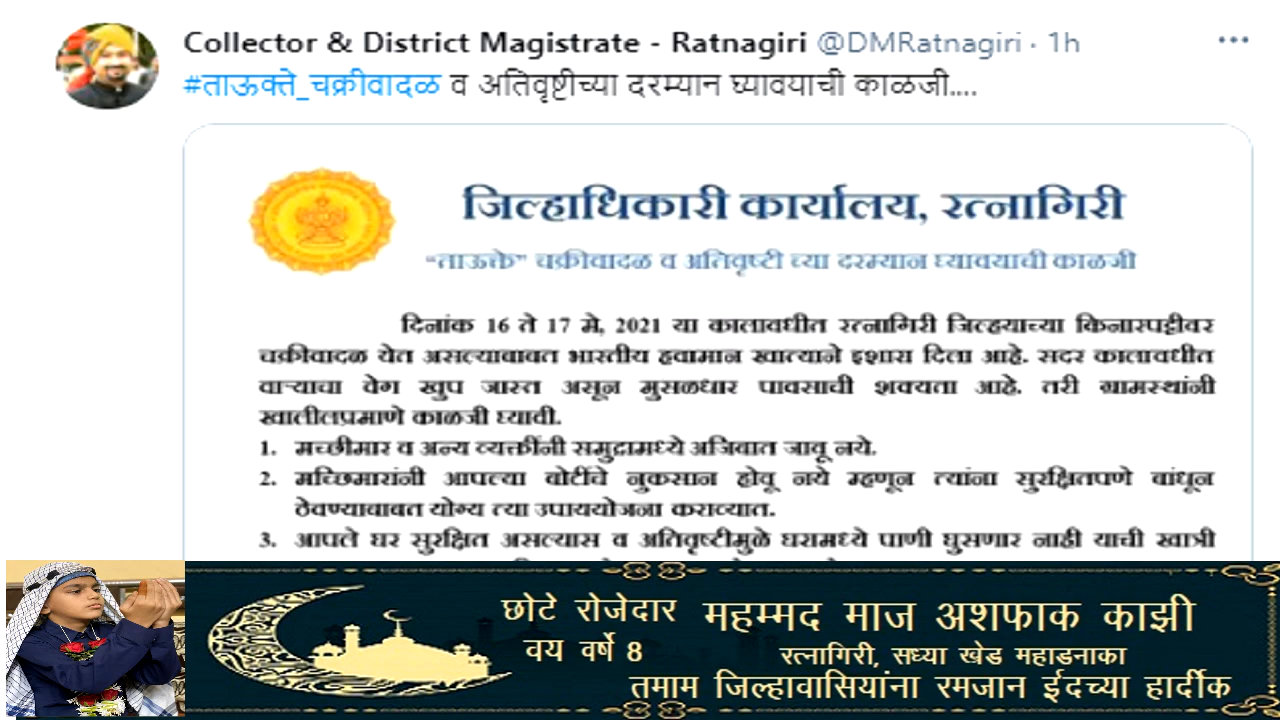 Collector & District Magistrate - Ratnagiri @DMRatnagiri · 1h
#ताऊक्ते_चक्रीवादळ व अतिवृष्टीच्या दरम्यान घ्यावयाची काळजी....
जिल्हाधिकारी कार्यालय, रत्नागिरी
“ताऊक्ते” चक्रीवादळ व अतिवृष्टी च्या दरम्यान घ्यावयाची काळजी
दिनांक 16 ते 17 मे, 2021 या कालावधीत रत्नागिरी जिल्हयाच्या किनारपट्टीवर
चक्रीवादळ येत असल्याबाबत भारतीय हवामान खात्याने इशारा दिला आहे. सदर कालावधीत
वाऱ्याचा वेग खुप जास्त असून मुसळधार पावसाची शक्यता आहे. तरी ग्रामस्थांनी
खालीलप्रमाणे काळजी घ्यावी.
1. मच्छीमार व अन्य व्यक्तींनी समुद्रामध्ये अजिबात जावू नये.
2. मच्छिमारांनी आपल्या बोटींचे नुकसान होवू नये म्हणून त्यांना सुरक्षितपणे बांधून
ठेवण्याबाबत योग्य त्या उपाययोजना कराव्यात.
3. आपले घर सुरक्षित असल्यास व अतिवृष्टीमुळे घरामध्ये पाणी घुसणार नाही याची खात्री
छोटे रोजेदार महम्मद माज अशफाक काझी
वय वर्षे 8
रत्नागिरी, सध्या खेड महाडनाका
तमाम जिल्हावासियांना रमजान ईदच्या हार्दीक